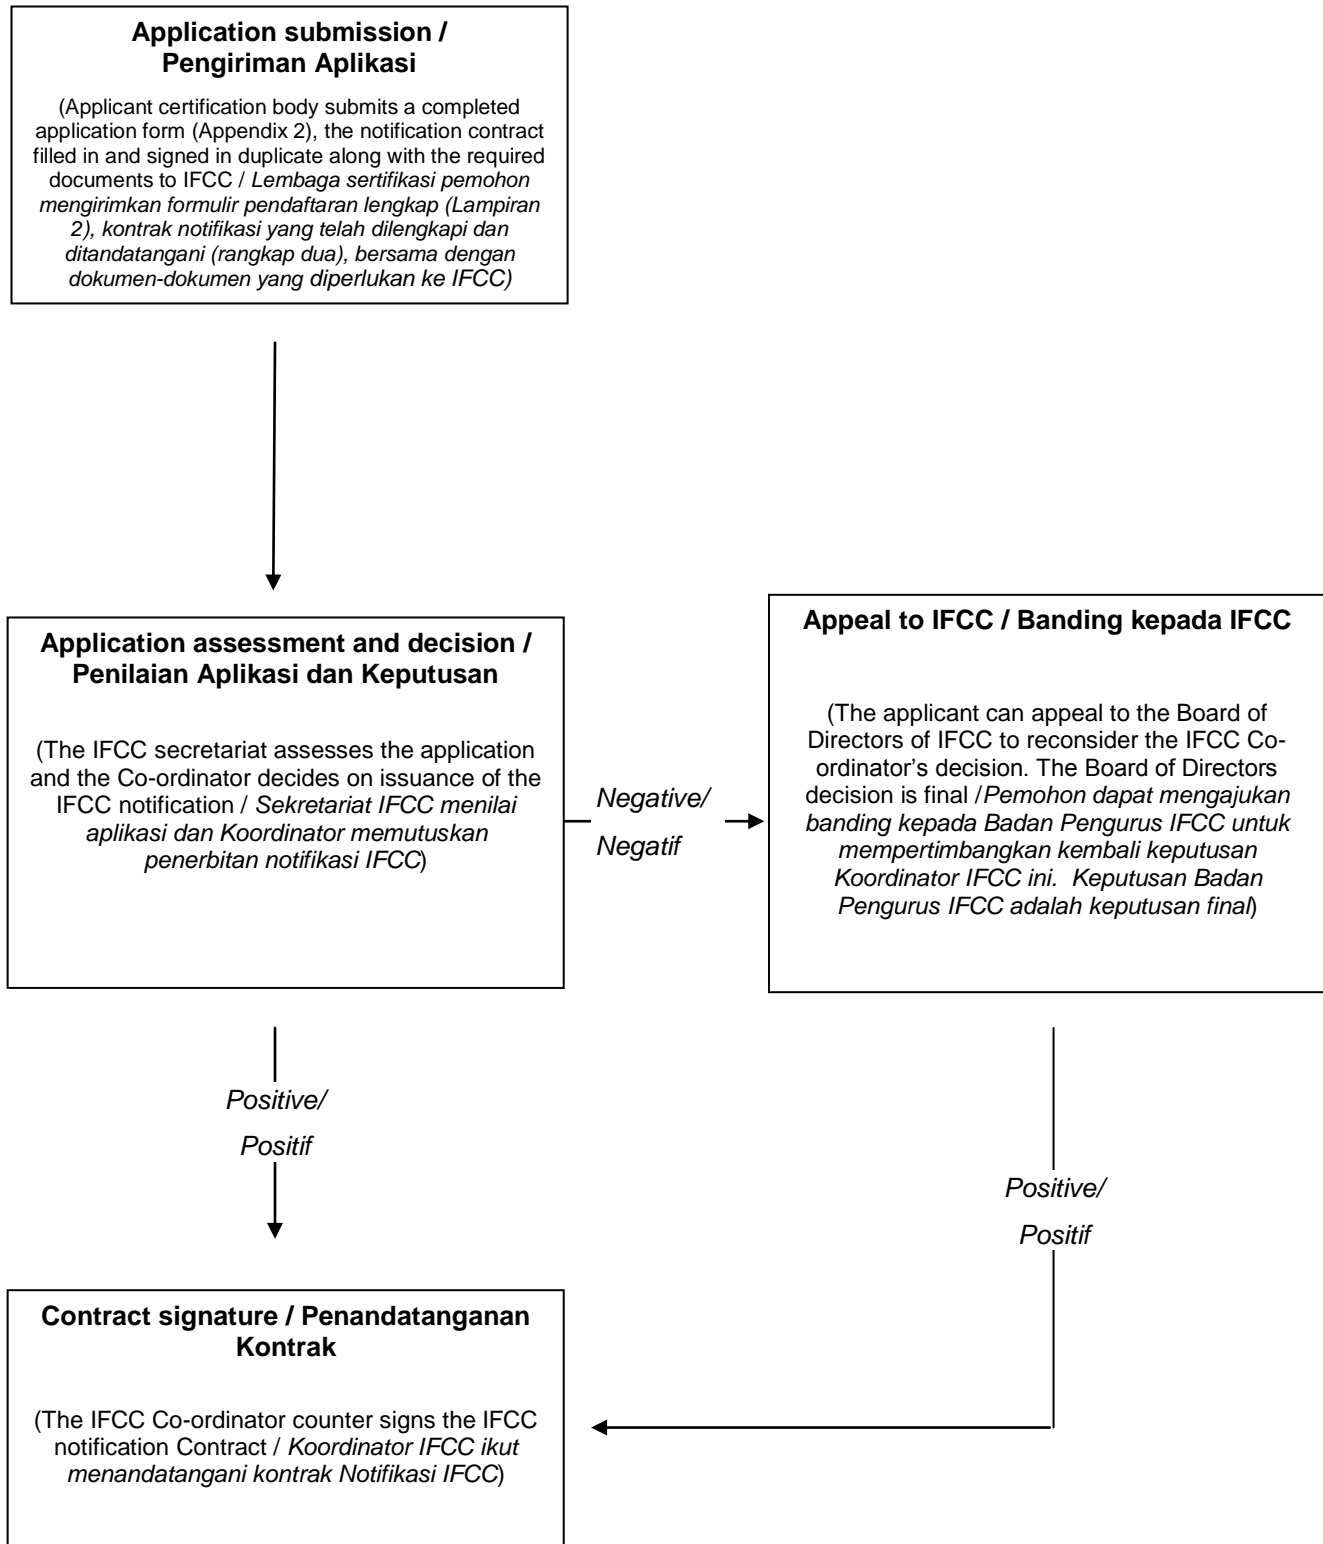 Application submission /
Pengiriman Aplikasi
(Applicant certification body submits a completed
application form (Appendix 2), the notification contract
filled in and signed in duplicate along with the required
documents to IFCC / Lembaga sertifikasi pemohon
mengirimkan formulir pendaftaran lengkap (Lampiran
2), kontrak notifikasi yang telah dilengkapi dan
ditandatangani (rangkap dua), bersama dengan
dokumen-dokumen yang diperlukan ke IFCC)
Application assessment and decision /
Penilaian Aplikasi dan Keputusan
(The IFCC secretariat assesses the application
and the Co-ordinator decides on issuance of the
IFCC notification / Sekretariat IFCC menilai
aplikasi dan Koordinator memutuskan
penerbitan notifikasi IFCC)
Negative/
Negatif
Appeal to IFCC / Banding kepada IFCC
(The applicant can appeal to the Board of
Directors of IFCC to reconsider the IFCC Co-
ordinator's decision. The Board of Directors
decision is final /Pemohon dapat mengajukan
banding kepada Badan Pengurus IFCC untuk
mempertimbangkan kembali keputusan
Koordinator IFCC ini. Keputusan Badan
Pengurus IFCC adalah keputusan final)
Positive/
Positif
Positive/
Positif
Contract signature / Penandatanganan
Kontrak
(The IFCC Co-ordinator counter signs the IFCC
notification Contract / Koordinator IFCC ikut
menandatangani kontrak Notifikasi IFCC)